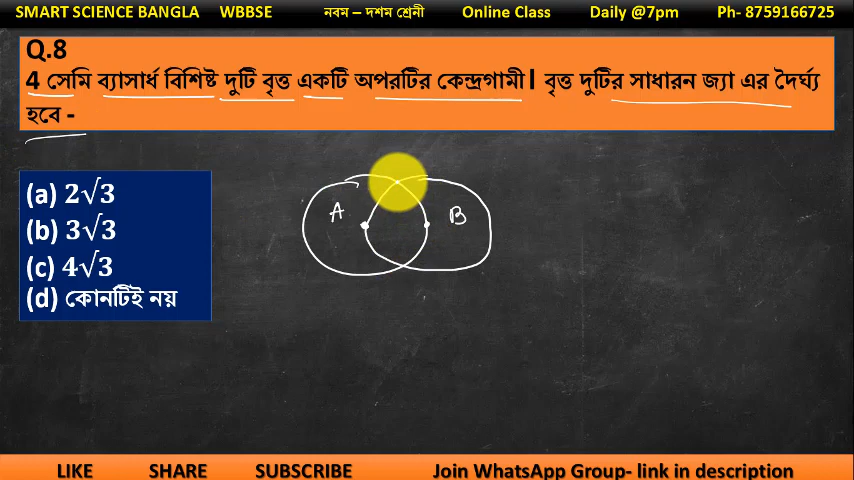 SMART SCIENCE BANGLA WBBSE নবম – দশম শ্রেনী Online Class Daily @7pm Ph- 8759166725
Q.8
4 সেমি ব্যাসার্ধ বিশিষ্ট দুটি বৃত্ত একটি অপরটির কেন্দ্রগামী। বৃত্ত দুটির সাধারন জ্যা এর দৈর্ঘ্য
হবে -
(a) 2√3
(b) 3√3
(c) 4√3
(d) কোনটিই নয়
A B
LIKE SHARE SUBSCRIBE Join WhatsApp Group- link in description